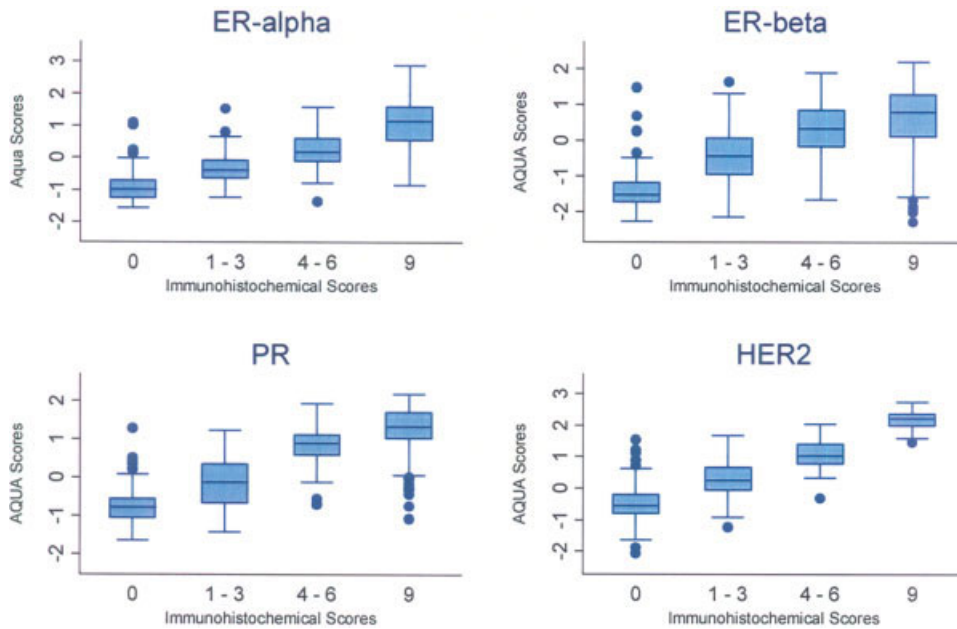 ER-alpha
Aqua Scores
3
2
1
0
-1
-2
0 1 - 3 4 - 6 9
Immunohistochemical Scores
ER-beta
AQUA Scores
2
1
0
-1
-2
0 1 - 3 4 - 6 9
Immunohistochemical Scores
PR
AQUA Scores
2
1
0
-1
-2
0 1 - 3 4 - 6 9
Immunohistochemical Scores
HER2
AQUA Scores
3
2
1
0
-1
-2
0 1 - 3 4 - 6 9
Immunohistochemical Scores